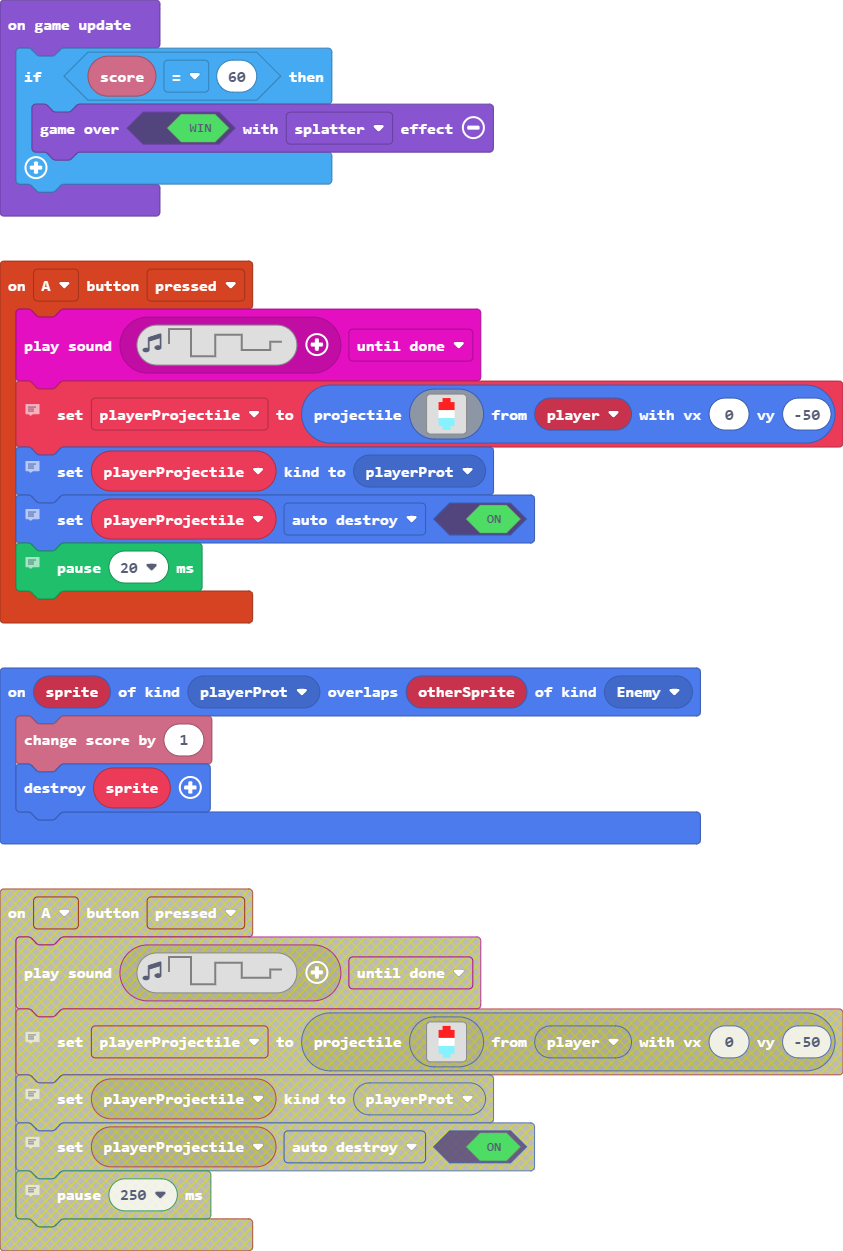 on game update
if score = 60 then
game over WIN with splatter effect
on A button pressed
play sound until done
set playerProjectile to projectile from player with vx 0 vy -50
set playerProjectile kind to playerProt
set playerProjectile auto destroy ON
pause 20 ms
on sprite of kind playerProt overlaps otherSprite of kind Enemy
change score by 1
destroy sprite
on A button pressed
play sound until done
set playerProjectile to projectile from player with vx 0 vy -50
set playerProjectile kind to playerProt
set playerProjectile auto destroy ON
pause 250 ms